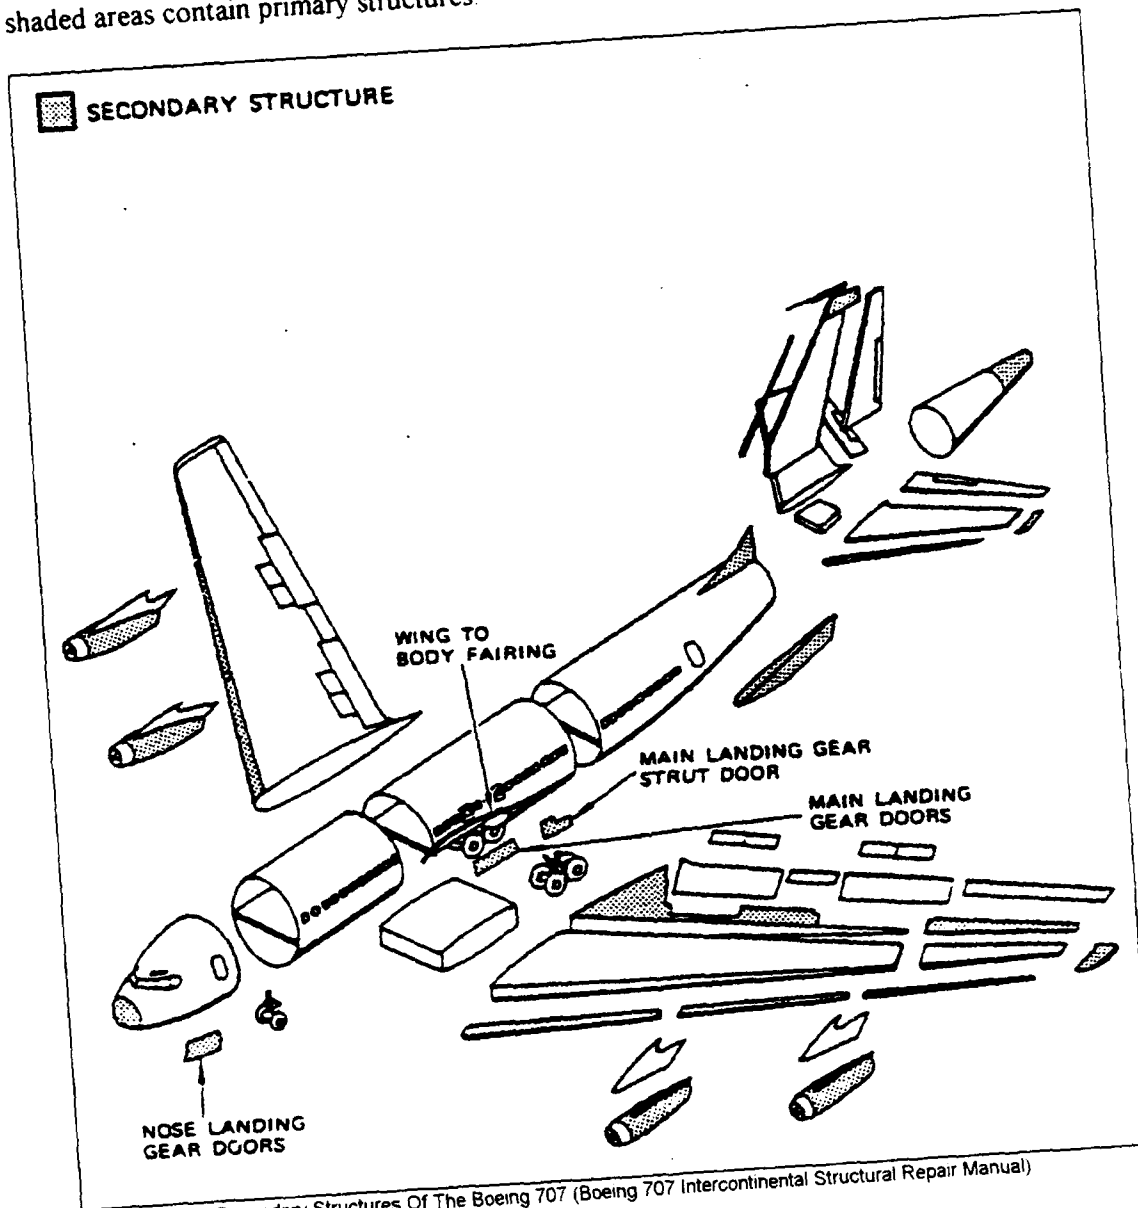 shaded areas contain primary structures.
SECONDARY STRUCTURE
WING TO
BODY FAIRING
MAIN LANDING GEAR
STRUT DOOR
MAIN LANDING
GEAR DOORS
NOSE LANDING
GEAR DOORS
Structures Of The Boeing 707 (Boeing 707 Intercontinental Structural Repair Manual)